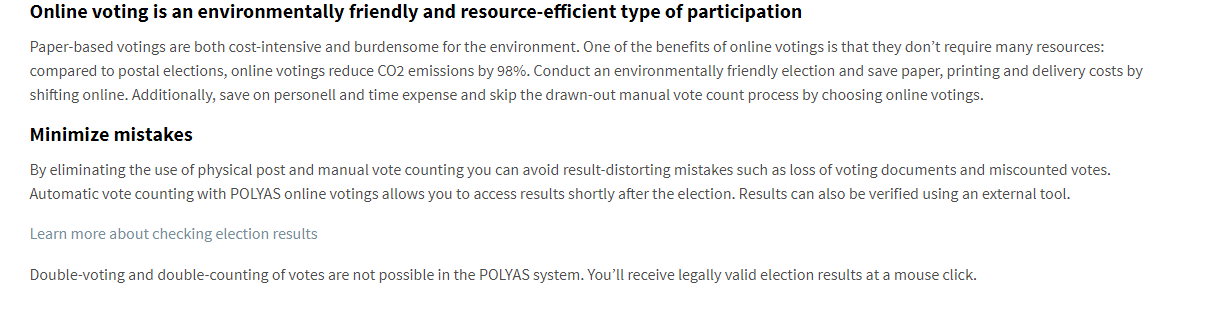 Online voting is an environmentally friendly and resource-efficient type of participation
Paper-based votings are both cost-intensive and burdensome for the environment. One of the benefits of online votings is that they don’t require many resources:
compared to postal elections, online votings reduce CO2 emissions by 98%. Conduct an environmentally friendly election and save paper, printing and delivery costs by
shifting online. Additionally, save on personell and time expense and skip the drawn-out manual vote count process by choosing online votings.
Minimize mistakes
By eliminating the use of physical post and manual vote counting you can avoid result-distorting mistakes such as loss of voting documents and miscounted votes.
Automatic vote counting with POLYAS online votings allows you to access results shortly after the election. Results can also be verified using an external tool.
Learn more about checking election results
Double-voting and double-counting of votes are not possible in the POLYAS system. You’ll receive legally valid election results at a mouse click.